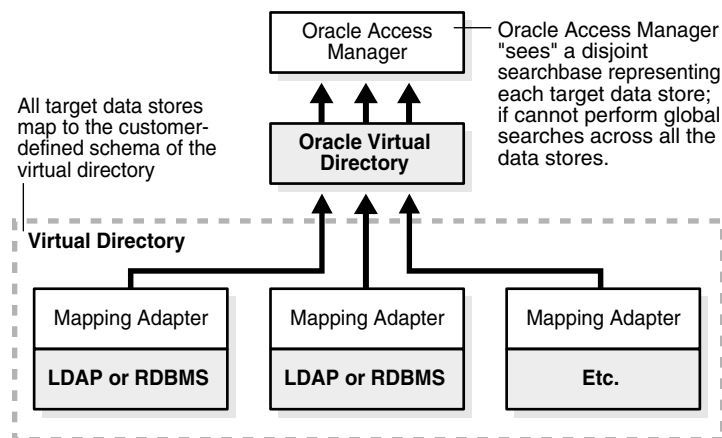 Oracle Access
Manager
Oracle Access Manager
"sees" a disjoint
searchbase representing
each target data store;
if cannot perform global
searches across all the
data stores.
All target data stores
map to the customer-
defined schema of the
virtual directory
Oracle Virtual
Directory
Virtual Directory
Mapping Adapter
LDAP or RDBMS
Mapping Adapter
LDAP or RDBMS
Mapping Adapter
Etc.